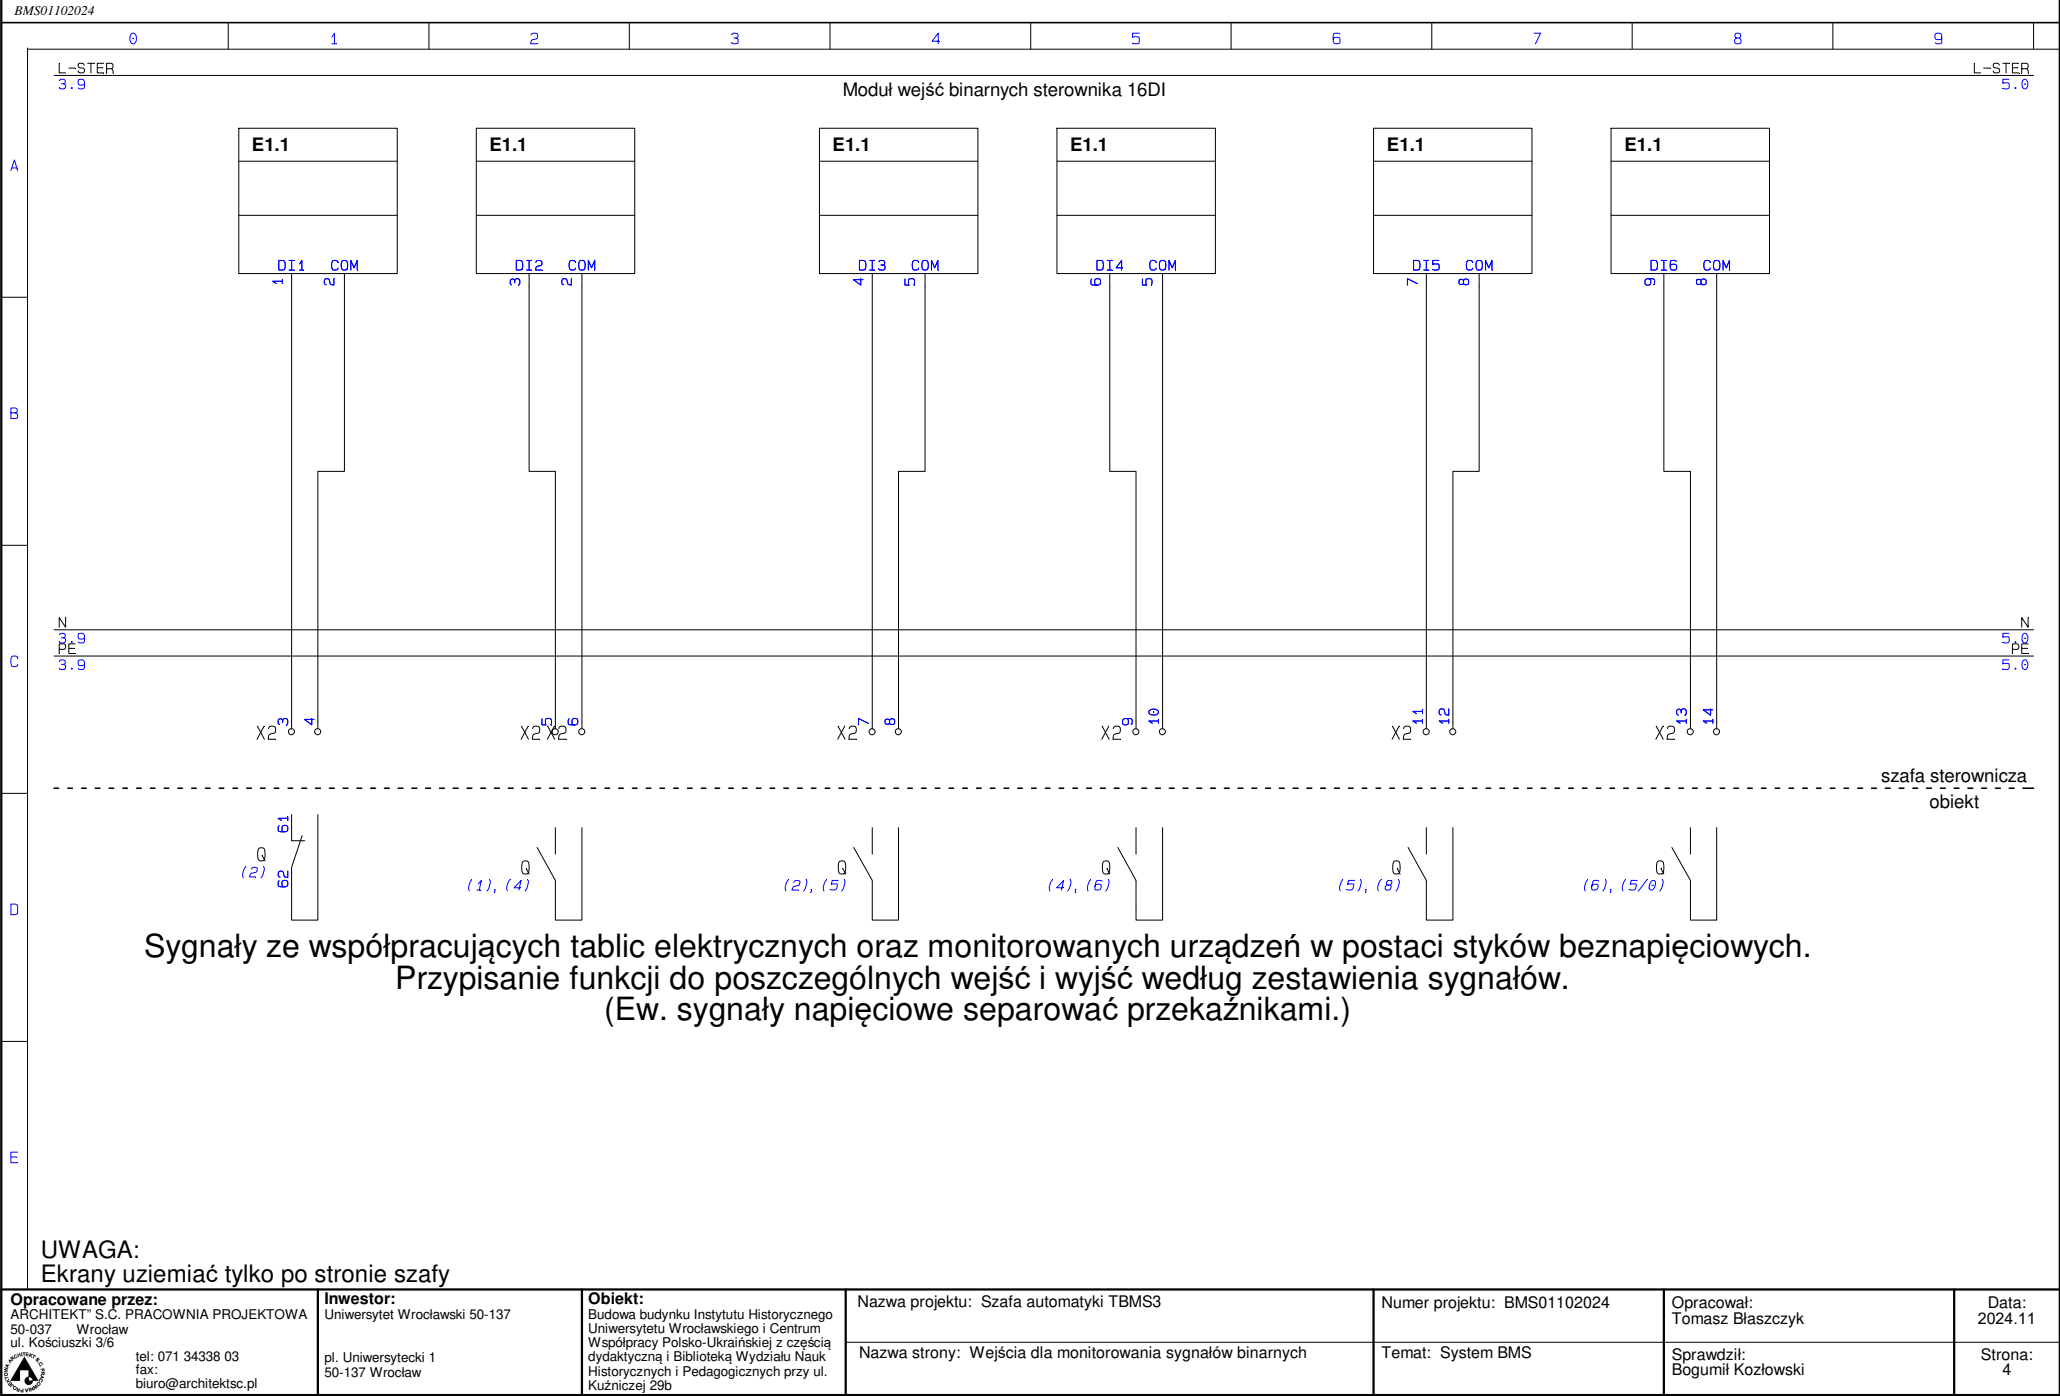 BMS01102024
0 1 2 3 4 5 6 7 8 9
L-STER L-STER
3.9 5.0
Moduł wejść binarnych sterownika 16DI
A
E1.1 E1.1 E1.1 E1.1 E1.1 E1.1
DI1 COM DI2 COM DI3 COM DI4 COM DI5 COM DI6 COM
1 2 3 2 4 5 6 5 7 8 9 8
B
N N
3.9 5.0
PE PE
3.9 5.0
C
3 4 5 6 7 8 9 10 11 12 13 14
X2 X2 X2 X2 X2 X2 X2
szafa sterownicza
obiekt
61
Q Q Q Q Q Q
(2) (1), (4) (2), (5) (4), (6) (5), (8) (6), (5/0)
62
D
Sygnały ze współpracujących tablic elektrycznych oraz monitorowanych urządzeń w postaci styków beznapięciowych.
Przypisanie funkcji do poszczególnych wejść i wyjść według zestawienia sygnałów.
(Ew. sygnały napięciowe separować przekaźnikami.)
E
UWAGA:
Ekrany uziemiać tylko po stronie szafy
Opracowane przez:
ARCHITEKT" S.C. PRACOWNIA PROJEKTOWA
50-037 Wrocław
ul. Kościuszki 3/6
tel: 071 34338 03
fax:
biuro@architektsc.pl
Inwestor:
Uniwersytet Wrocławski 50-137
pl. Uniwersytecki 1
50-137 Wrocław
Obiekt:
Budowa budynku Instytutu Historycznego
Uniwersytetu Wrocławskiego i Centrum
Współpracy Polsko-Ukraińskiej z częścią
dydaktyczną i Biblioteką Wydziału Nauk
Historycznych i Pedagogicznych przy ul.
Kuźniczej 29b
Nazwa projektu: Szafa automatyki TBMS3
Nazwa strony: Wejścia dla monitorowania sygnałów binarnych
Numer projektu: BMS01102024
Temat: System BMS
Opracował:
Tomasz Błaszczyk
Sprawdził:
Bogumił Kozłowski
Data:
2024.11
Strona:
4